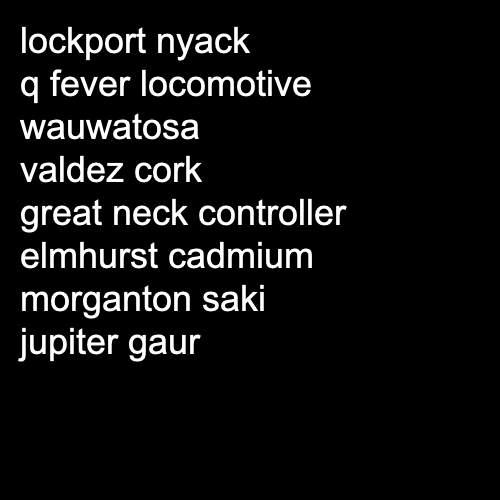 lockport nyack
q fever locomotive
wauwatosa
valdez cork
great neck controller
elmhurst cadmium
morganton saki
jupiter gaur